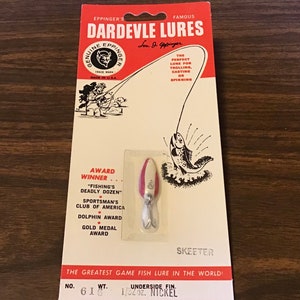 EPPINGER'S FAMOUS
DARDEVLE LURES
GENUINE EPPINGER
THE
PERFECT
LURE FOR
TROLLING,
CASTING
OR
SPINNING
AWARD
WINNER . . .
"FISHING'S
DEADLY DOZEN"
SPORTSMAN'S
CLUB OF AMERICA
DOLPHIN AWARD
GOLD MEDAL
AWARD
SKEETER
NO. WT. UNDERSIDE FIN.
NICKEL
THE GREATEST GAME FISH LURE IN THE WORLD!